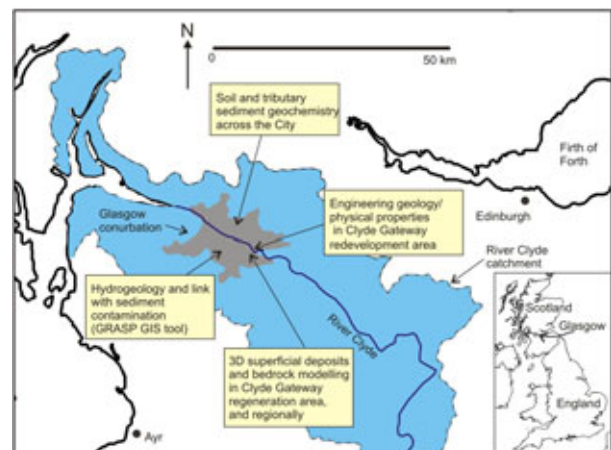 N
0
50 km
Soil and tributary
sediment geochemistry
across the City
Firth of
Forth
Engineering geology/
physical properties
in Clyde Gateway
redevelopment area
Edinburgh
Glasgow
conurbation
River Clyde
catchment
Hydrogeology and link
with sediment
contamination
(GRASP GIS tool)
River Clyde
3D superficial deposits
and bedrock modelling
in Clyde Gateway
regeneration area,
and regionally
Ayr
Scotland
Glasgow
England